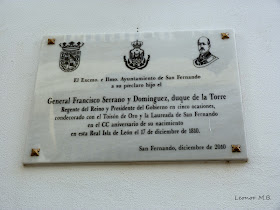 El Excmo. e Ilmo. Ayuntamiento de San Fernando
a su preclaro hijo el
General Francisco Serrano y Domínguez, duque de la Torre
Regente del Reino y Presidente del Gobierno en cinco ocasiones,
condecorado con el Toisón de Oro y la Laureada de San Fernando
en el CC aniversario de su nacimiento
en esta Real Isla de León el 17 de diciembre de 1810.
San Fernando, diciembre de 2010
Leonor M.B.